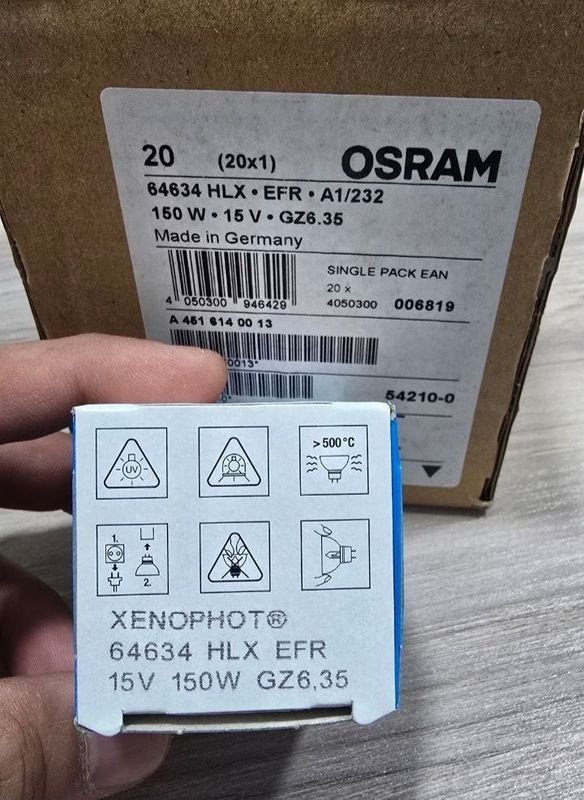 20 (20x1) OSRAM
64634 HLX • EFR • A1/232
150 W • 15 V • GZ6.35
Made in Germany
SINGLE PACK EAN
20 x
4 050300 946429
4050300 006819
A 451 614 00 13
0013*
54210-0
UV
> 500°C
1.
2.
XENOPHOT®
64634 HLX EFR
15V 150W GZ6,35